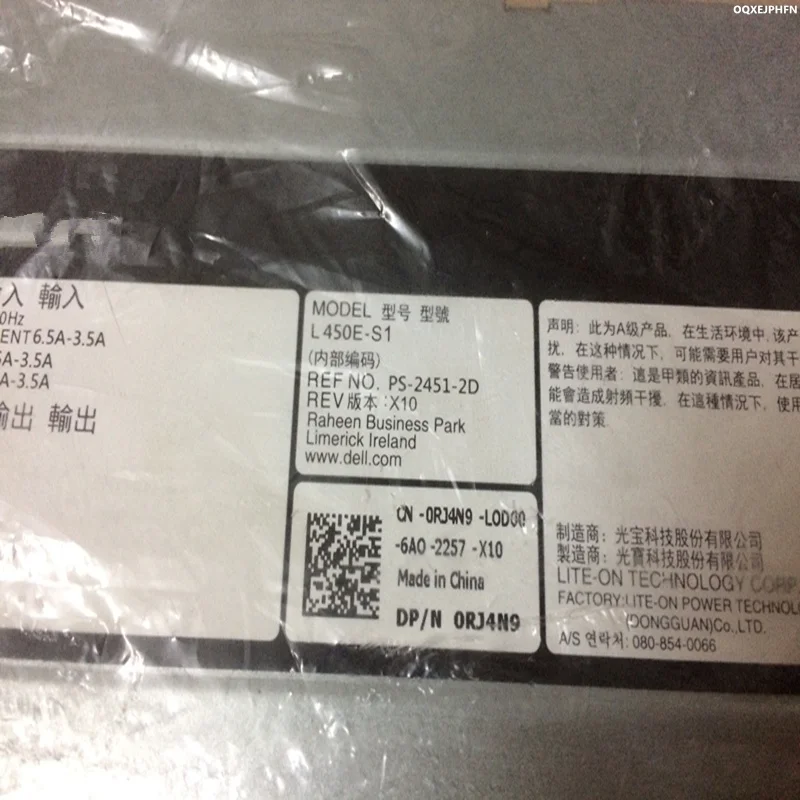 OQXEJPHFN
入 輸入
0Hz
ENT 6.5A-3.5A
5A-3.5A
A-3.5A
输出 輸出
MODEL 型号 型號
L450E-S1
(内部编码)
REF NO. PS-2451-2D
REV 版本 : X10
Raheen Business Park
Limerick Ireland
www.dell.com
CN -0RJ4N9 -LOD00
-6AO -2257 -X10
Made in China
DP/N 0RJ4N9
声明: 此为A级产品, 在生活环境中,该产
扰, 在这种情况下, 可能需要用户对其干
警告使用者: 這是甲類的資訊產品, 在居
能會造成射頻干擾, 在這種情況下, 使用
當的對策
制造商: 光宝科技股份有限公司
製造商: 光寶科技股份有限公司
LITE-ON TECHNOLOGY CORP
FACTORY:LITE-ON POWER TECHNOL
(DONGGUAN)Co.,LTD.
A/S 연락처: 080-854-0066